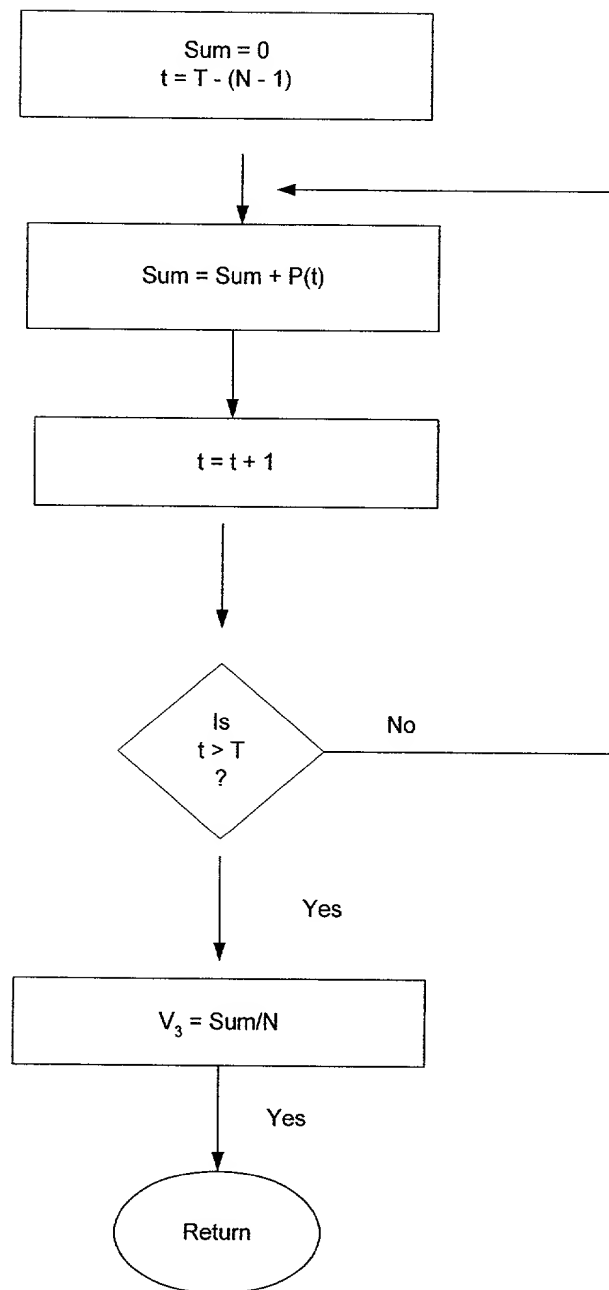 Sum = 0
t = T - (N - 1)
Sum = Sum + P(t)
t = t + 1
Is
t > T
?
No
Yes
V₃ = Sum/N
Yes
Return